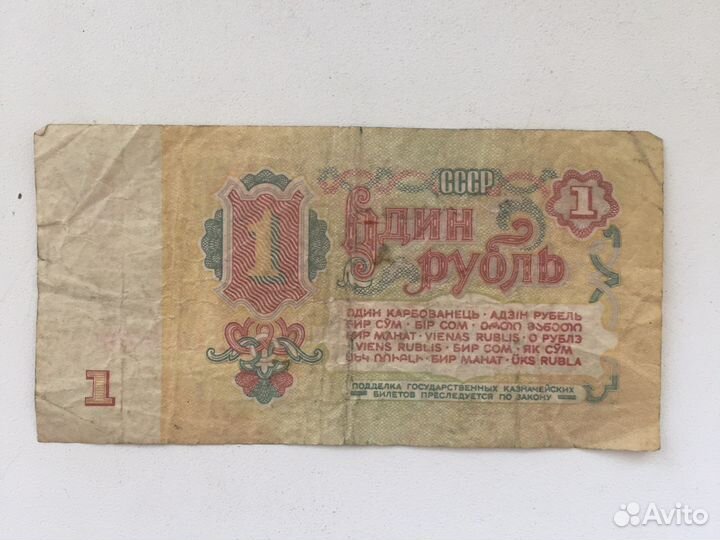 СССР
1
1
Один
рубль
ОДИН КАРБОВАНЕЦЬ · АДЗІН РУБЕЛЬ
БИР СЎМ · БІР СОМ · ᲔᲠᲗᲘ ᲛᲐᲜᲔᲗᲘ
БИР МАНАТ · VIENAS RUBLIS · О РУБЛЭ
VIENS RUBLIS · БИР СОМ · ЯК СЎМ
ՄԵԿ ՌՈՒԲԼԻ · БИР МАНАТ · ÜKS RUBLA
1
ПОДДЕЛКА ГОСУДАРСТВЕННЫХ КАЗНАЧЕЙСКИХ
БИЛЕТОВ ПРЕСЛЕДУЕТСЯ ПО ЗАКОНУ
Avito